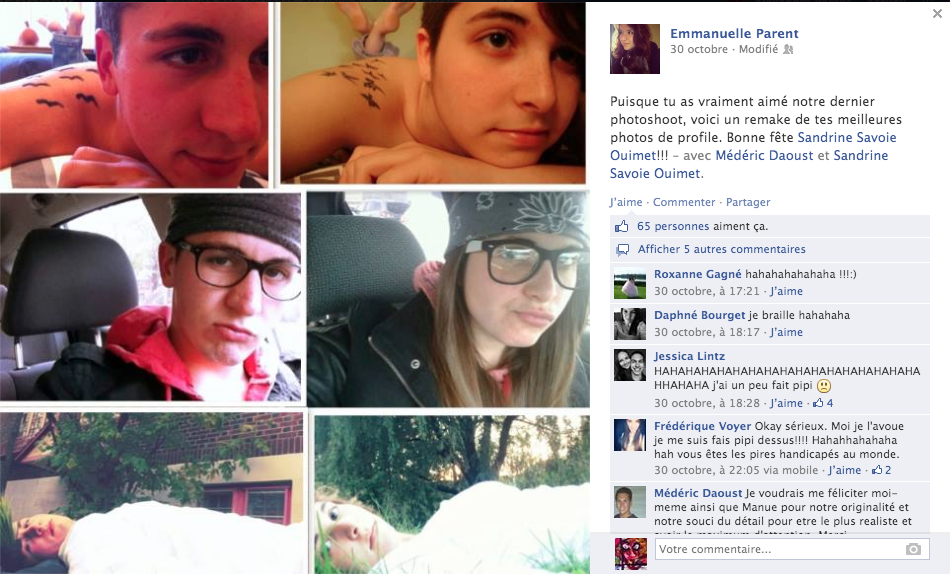 Emmanuelle Parent
30 octobre · Modifié
Puisque tu as vraiment aimé notre dernier
photoshoot, voici un remake de tes meilleures
photos de profile. Bonne fête Sandrine Savoie
Ouimet!!! – avec Médéric Daoust et Sandrine
Savoie Ouimet.
J'aime · Commenter · Partager
65 personnes aiment ça.
Afficher 5 autres commentaires
Roxanne Gagné hahahahahahaha !!!:)
30 octobre, à 17:21 · J'aime
Daphné Bourget je braille hahahaha
30 octobre, à 18:17 · J'aime
Jessica Lintz
HAHAHAHAHAHAHAHAHAHAHAHAHAHAHAHAHA
HHAHAHA j'ai un peu fait pipi
30 octobre, à 18:28 · J'aime · 4
Frédérique Voyer Okay sérieux. Moi je l'avoue
je me suis fais pipi dessus!!!! Hahahhahahaha
hah vous êtes les pires handicapés au monde.
30 octobre, à 22:05 via mobile · J'aime · 2
Médéric Daoust Je voudrais me féliciter moi-
meme ainsi que Manue pour notre originalité et
notre souci du détail pour etre le plus realiste et
Votre commentaire...